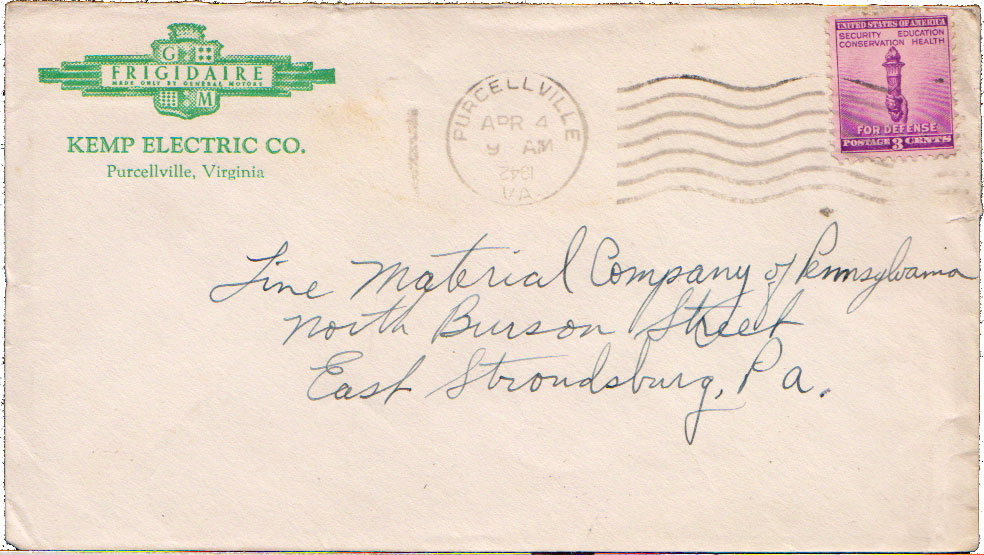 G
FRIGIDAIRE
MADE ONLY BY GENERAL MOTORS
M
KEMP ELECTRIC CO.
Purcellville, Virginia
PURCELLVILLE
APR 4
9 AM
1942
VA
UNITED STATES OF AMERICA
SECURITY EDUCATION
CONSERVATION HEALTH
FOR DEFENSE
POSTAGE 3 CENTS
Line Material Company of Pennsylvania
North Burson Street
East Stroudsburg, Pa.